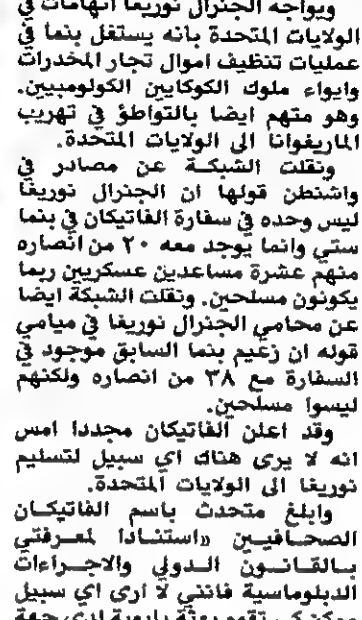 ويواجه الجنرال نورييغا اتهامات في
الولايات المتحدة بانه يستغل بنما في
عمليات تنظيف اموال تجار المخدرات
وايواء ملوك الكوكايين الكولومبيين.
وهو متهم ايضا بالتواطؤ في تهريب
الماريغوانا الى الولايات المتحدة.
ونقلت الشبكة عن مصادر في
واشنطن قولها ان الجنرال نوريغا
ليس وحده في سفارة الفاتيكان في بنما
ستي وانما يوجد معه ٢٠ من انصاره
منهم عشرة مساعدين عسكريين ربما
يكونون مسلحين. ونقلت الشبكة ايضا
عن محامي الجنرال نوريغا في ميامي
قوله ان زعيم بنما السابق موجود في
السفارة مع ٣٨ من انصاره ولكنهم
ليسوا مسلحين.
وقد اعلن الفاتيكان مجددا امس
انه لا يرى هناك اي سبيل لتسليم
نوريغا الى الولايات المتحدة.
وابلغ متحدث باسم الفاتيكان
الصحافيين «استنادا لمعرفتي
بالقانون الدولي والاجراءات
الدبلوماسية فانني لا ارى اي سبيل